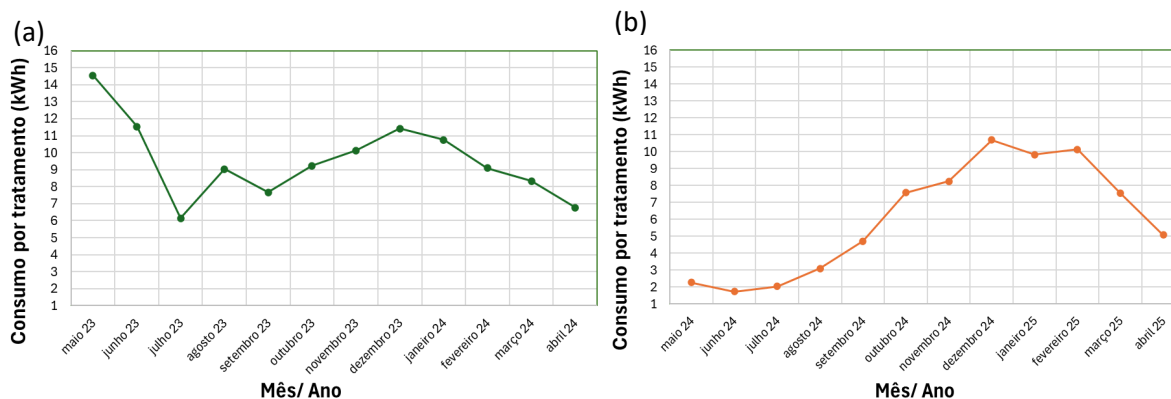 (a)
Consumo por tratamento (kWh)
16
15
14
13
12
11
10
9
8
7
6
5
4
3
2
1
maio 23
junho 23
julho 23
agosto 23
setembro 23
outubro 23
novembro 23
dezembro 23
janeiro 24
fevereiro 24
março 24
abril 24
Mês/ Ano
(b)
Consumo por tratamento (kWh)
16
15
14
13
12
11
10
9
8
7
6
5
4
3
2
1
maio 24
junho 24
julho 24
agosto 24
setembro 24
outubro 24
novembro 24
dezembro 24
janeiro 25
fevereiro 25
março 25
abril 25
Mês/ Ano